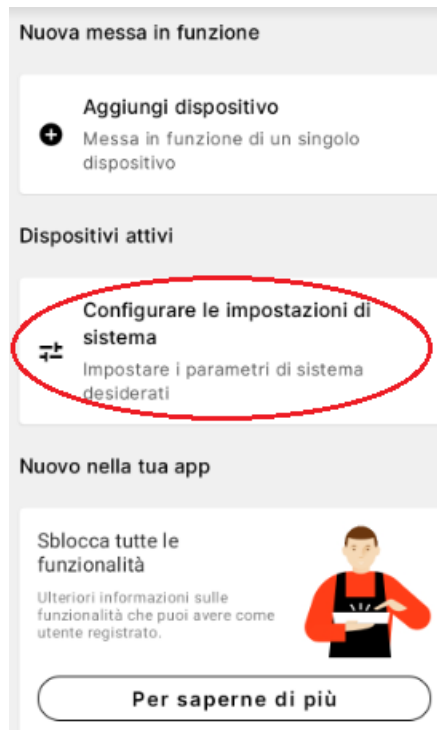 Nuova messa in funzione
Aggiungi dispositivo
Messa in funzione di un singolo
dispositivo
Dispositivi attivi
Configurare le impostazioni di
sistema
Impostare i parametri di sistema
desiderati
Nuovo nella tua app
Sblocca tutte le
funzionalità
Ulteriori informazioni sulle
funzionalità che puoi avere come
utente registrato.
Per saperne di più